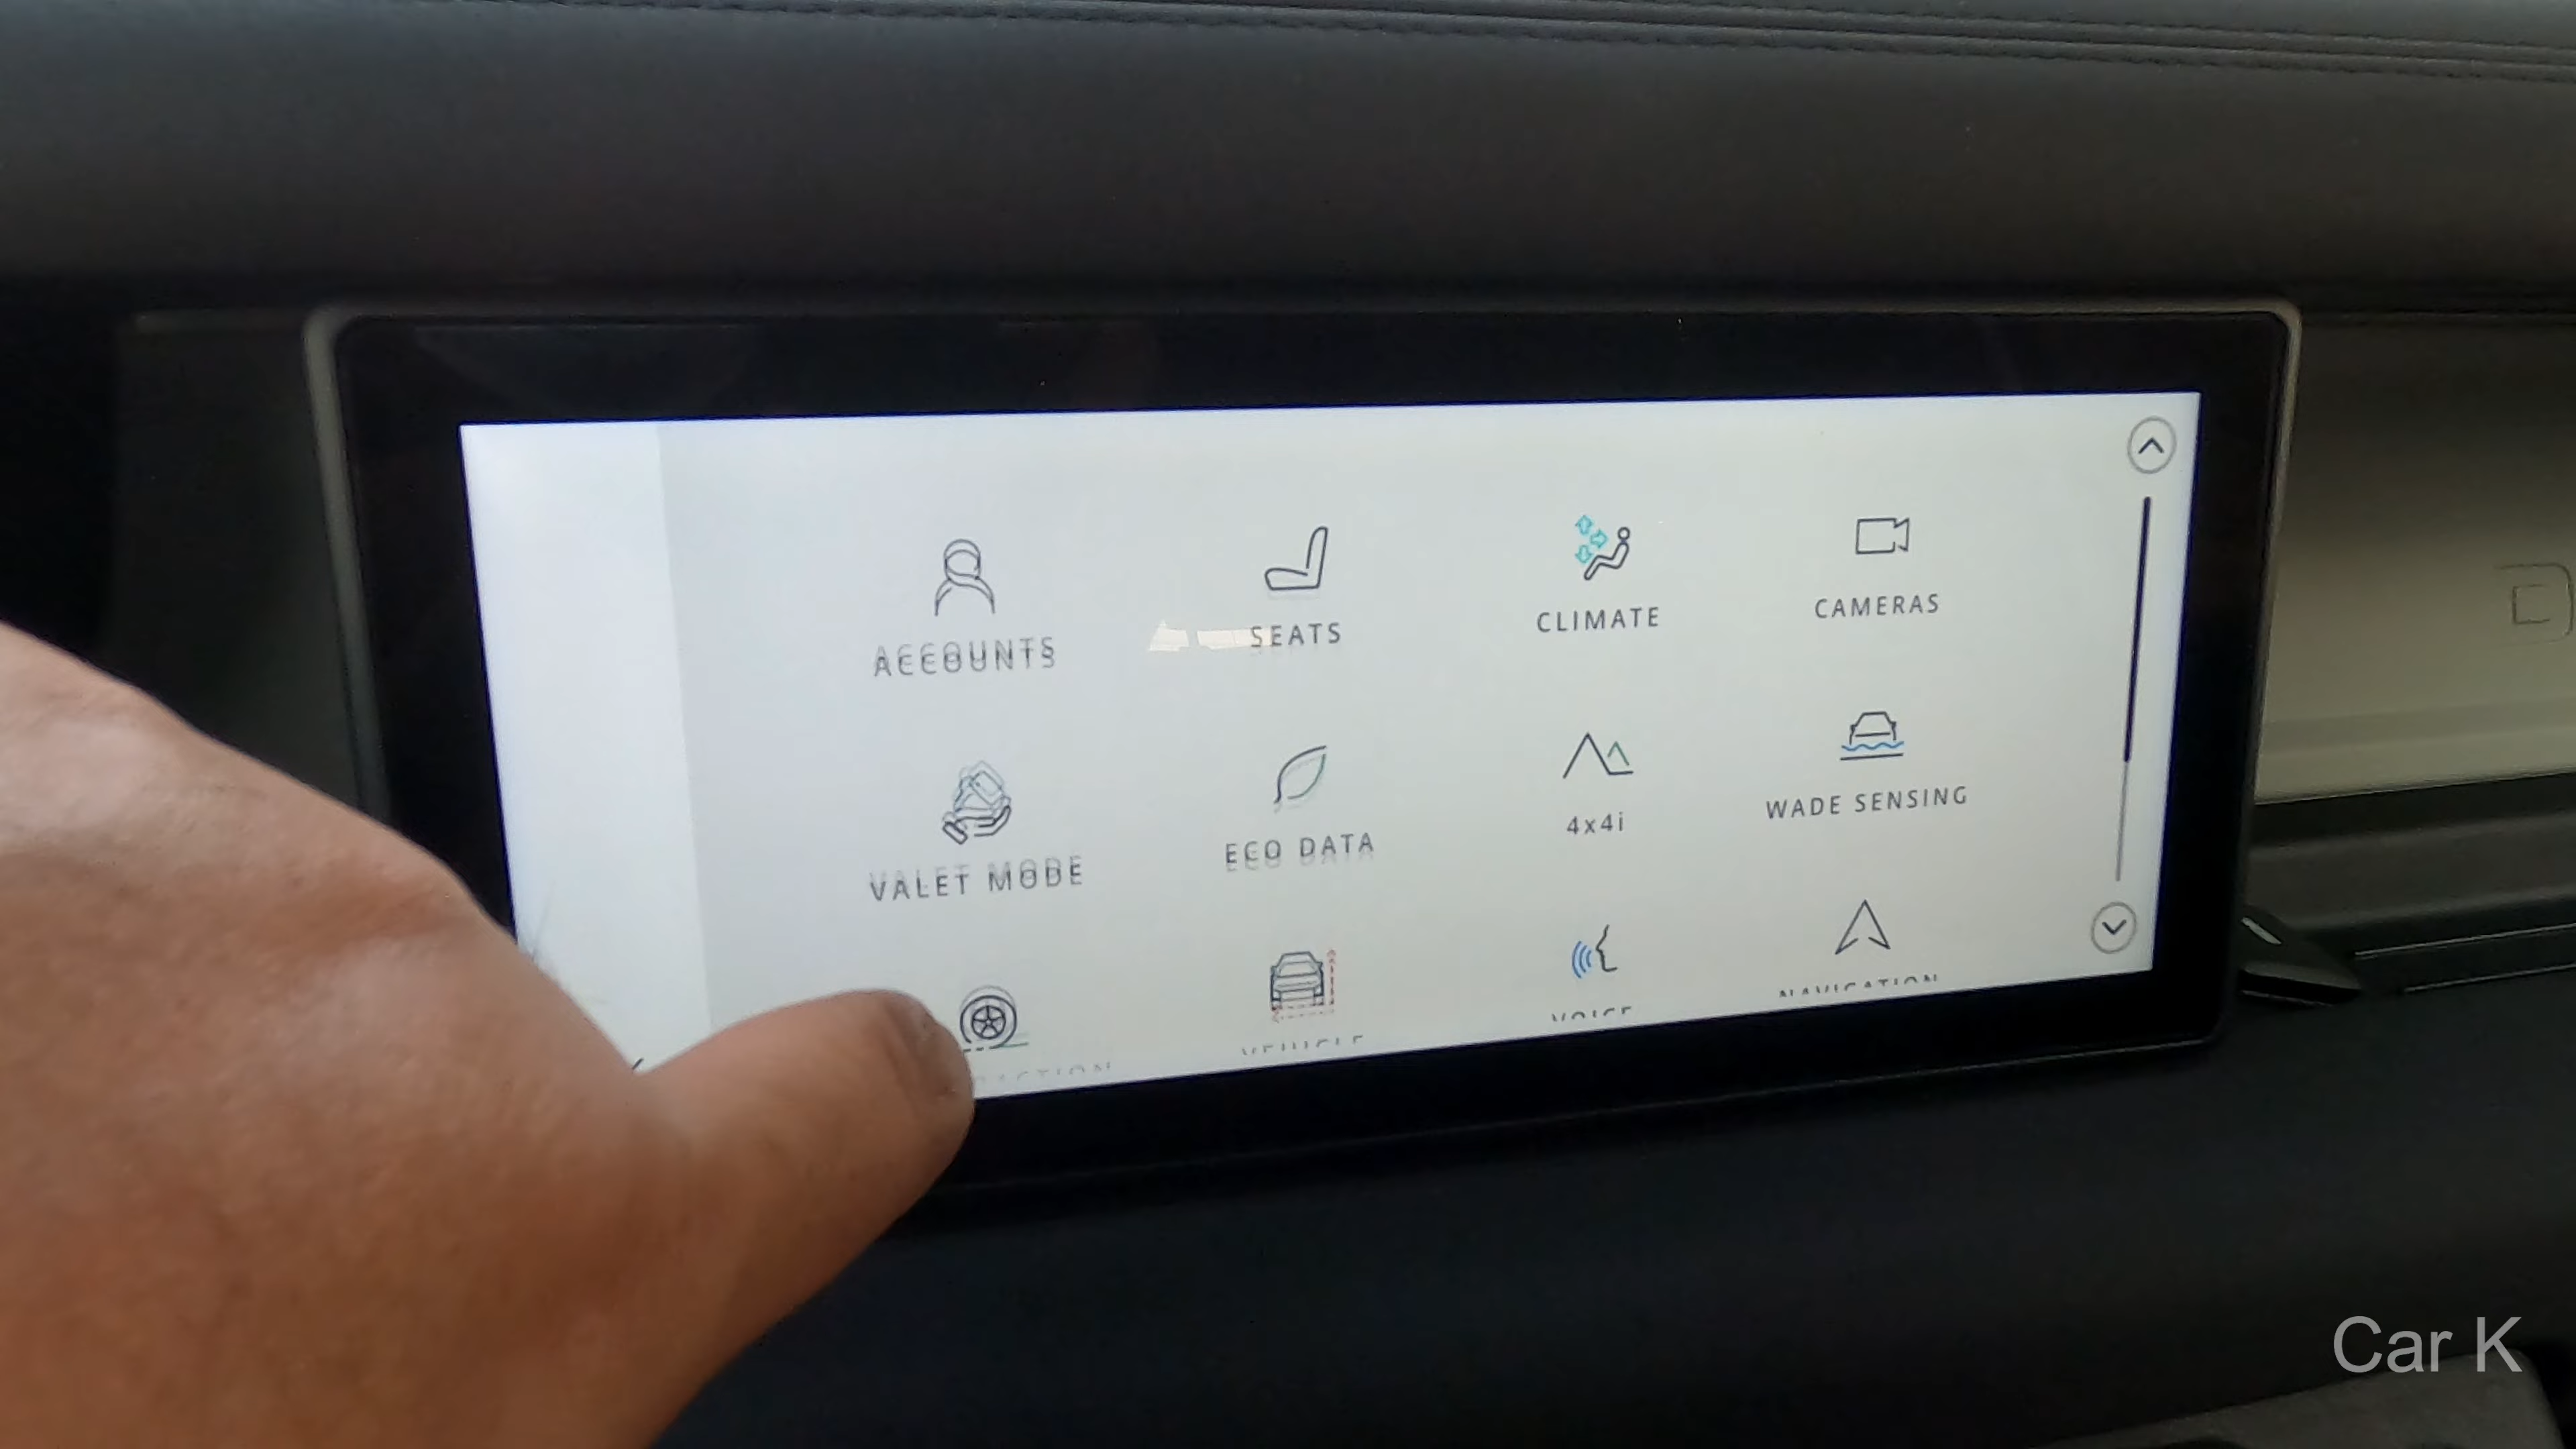 ACCOUNTS
SEATS
CLIMATE
CAMERAS
VALET MODE
ECO DATA
4x4i
WADE SENSING
VEHICLE
VOICE
NAVIGATION
Car K